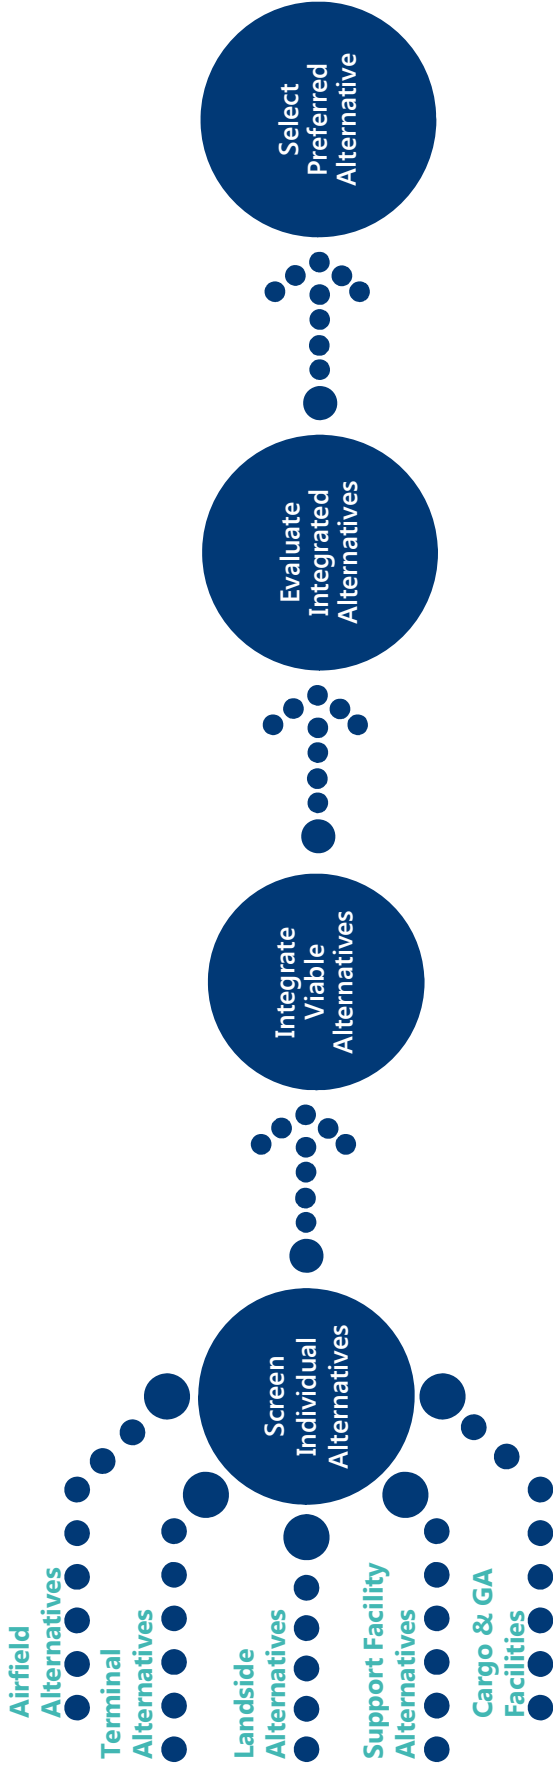 Airfield
Alternatives
Terminal
Alternatives
Landside
Alternatives
Support Facility
Alternatives
Cargo & GA
Facilities
Screen
Individual
Alternatives
Integrate
Viable
Alternatives
Evaluate
Integrated
Alternatives
Select
Preferred
Alternative